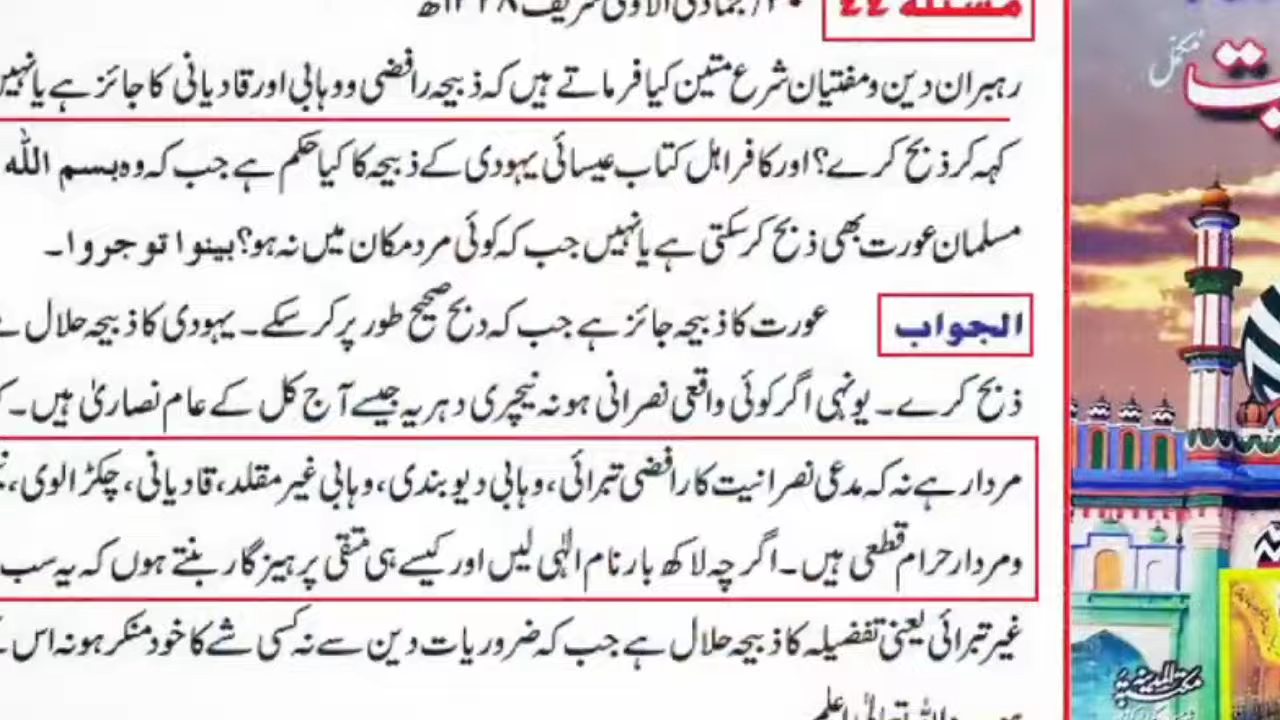 مسئلہ ٤٤
رہبران دین ومفتیان شرع متین کیا فرماتے ہیں کہ ذبیحہ رافضی ووہابی اور قادیانی کا جائز ہے یا نہیں
کہہ کر ذبح کرے؟ اور کافر اہل کتاب عیسائی یہودی کے ذبیحہ کا کیا حکم ہے جب کہ وہ بسم اللہ
مسلمان عورت بھی ذبح کرسکتی ہے یا نہیں جب کہ کوئی مرد مکان میں نہ ہو؟ بینوا توجروا۔
الجواب عورت کا ذبیحہ جائز ہے جب کہ دبح صحیح طور پر کرسکے۔ یہودی کا ذبیحہ حلال ہے
ذبح کرے۔ یونہی اگر کوئی واقعی نصرانی ہو نہ نیچری دہریہ جیسے آج کل کے عام نصاریٰ ہیں۔
مردار ہے نہ کہ مدعی نصرانیت کا رافضی تبرائی، وہابی دیوبندی، وہابی غیر مقلد، قادیانی، چکڑالوی،
ومردار حرام قطعی ہیں۔ اگرچہ لاکھ بار نام الٰہی لیں اور کیسے ہی متقی پرہیزگار بنتے ہوں کہ یہ سب
غیر تبرائی یعنی تفضیلہ کا ذبیحہ حلال ہے جب کہ ضروریات دین سے نہ کسی شے کا خود منکر ہو نہ اس
مکمل